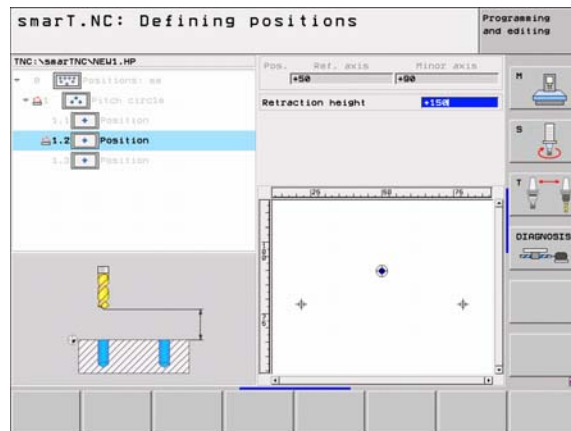 smarT.NC: Defining positions
Programming and editing
TNC:\smarTNC\NEW1.HP
0 Positions: mm
1 Pitch circle
1.1 Position
1.2 Position
1.3 Position
Pos. Ref. axis Minor axis
+50 +90
Retraction height +150
25 50 75
M
S
T
DIAGNOSIS